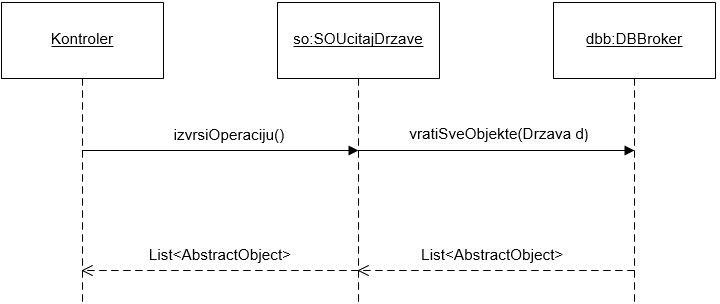 Kontroler
so:SOUcitajDrzave
dbb:DBBroker
izvrsiOperaciju()
vratiSveObjekte(Drzava d)
List<AbstractObject>
List<AbstractObject>